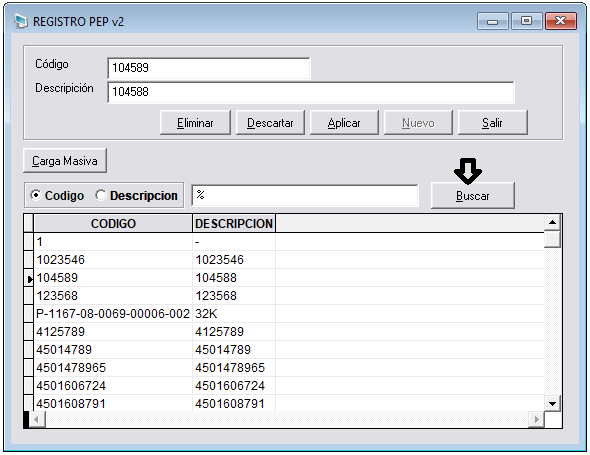 REGISTRO PEP v2
Código 104589
Descripición 104588
Eliminar Descartar Aplicar Nuevo Salir
Carga Masiva
Codigo Descripcion % Buscar
CODIGO DESCRIPCION
1 -
1023546 1023546
104589 104588
123568 123568
P-1167-08-0069-00006-002 32K
4125789 4125789
45014789 45014789
4501478965 4501478965
4501606724 4501606724
4501608791 4501608791